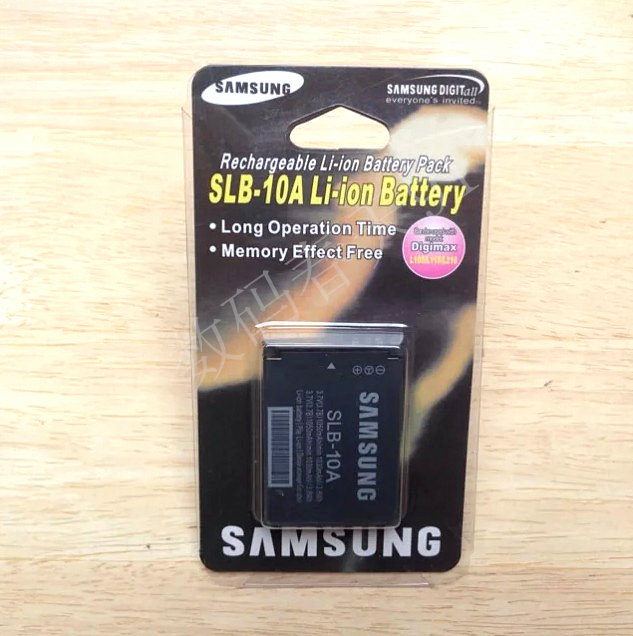 SAMSUNG
SAMSUNG DIGITall
everyone's invited™
Rechargeable Li-ion Battery Pack
SLB-10A Li-ion Battery
• Long Operation Time
• Memory Effect Free
Digimax
数码
SAMSUNG
SLB-10A
SAMSUNG